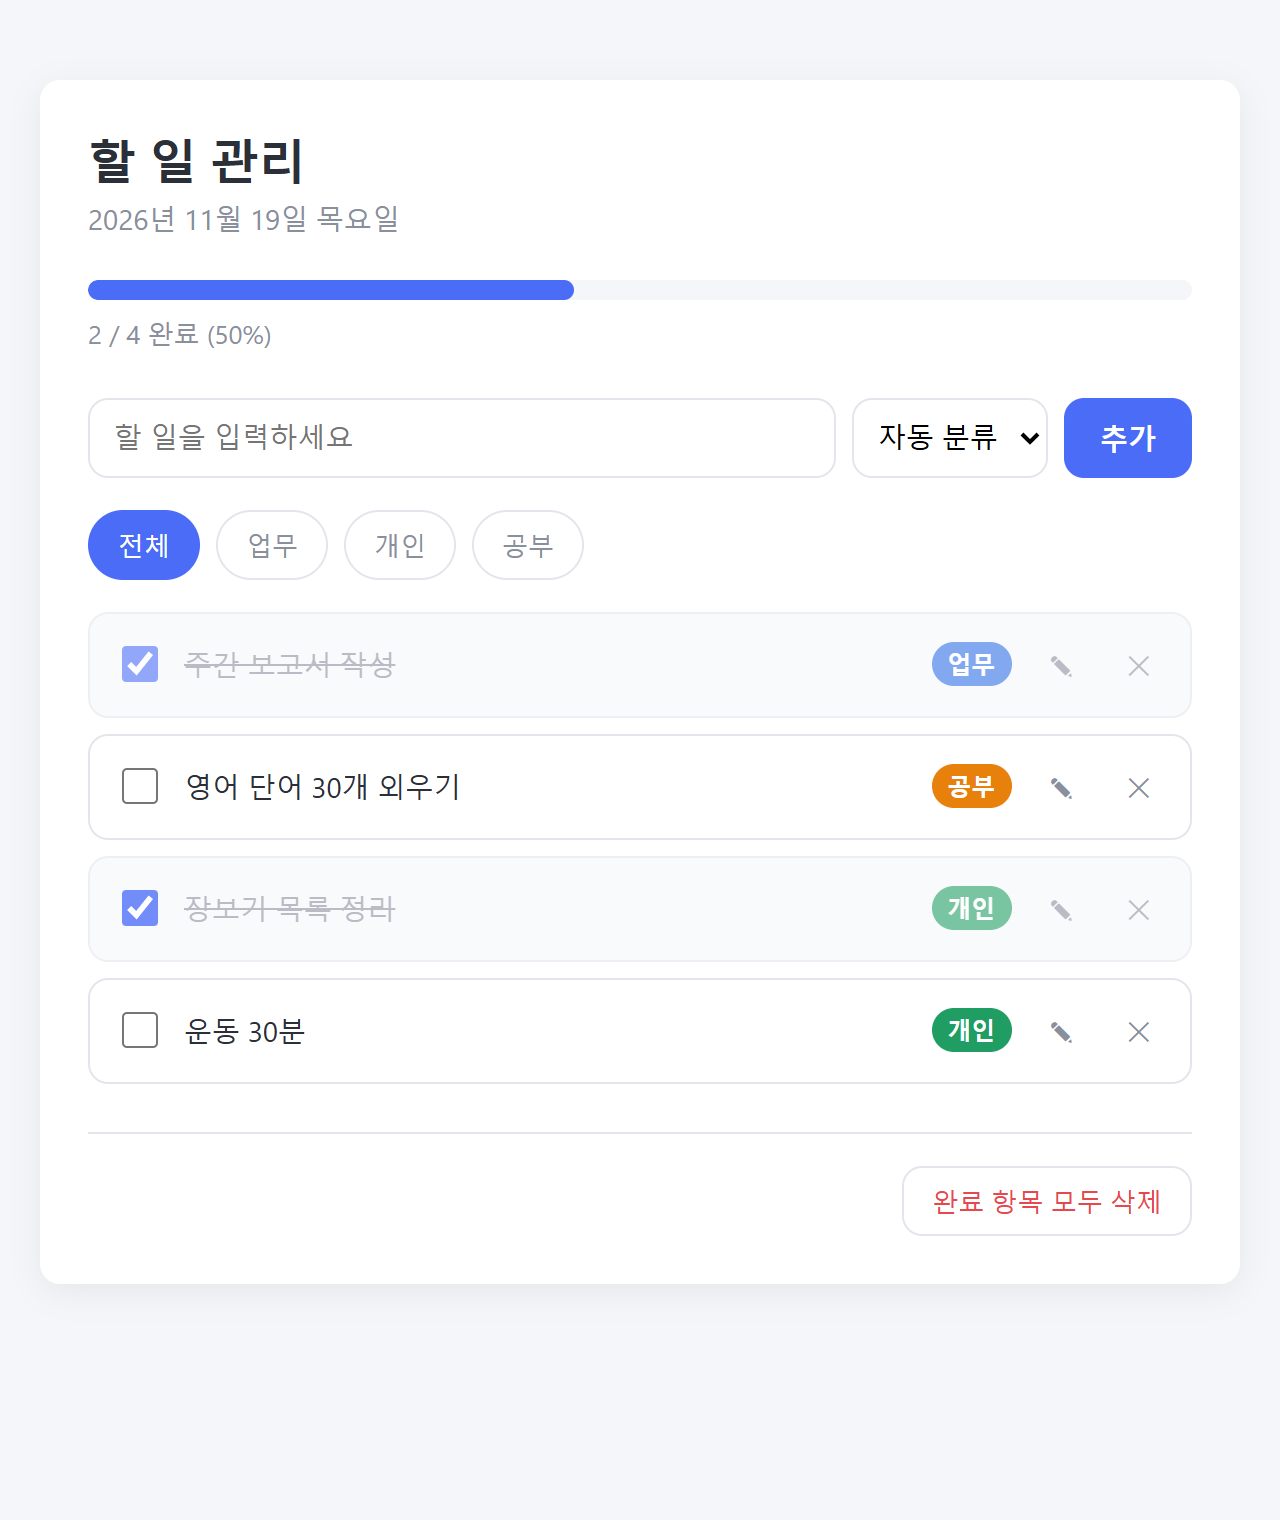 할 일 관리
2026년 11월 19일 목요일
2 / 4 완료 (50%)
할 일을 입력하세요 자동 분류 추가
전체 업무 개인 공부
주간 보고서 작성 업무
영어 단어 30개 외우기 공부
장보기 목록 정리 개인
운동 30분 개인
완료 항목 모두 삭제